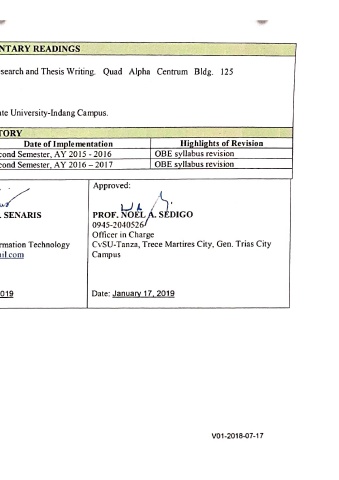 NTARY READINGS
search and Thesis Writing. Quad Alpha Centrum Bldg. 125
te University-Indang Campus.
TORY
Date of Implementation Highlights of Revision
cond Semester, AY 2015 - 2016 OBE syllabus revision
cond Semester, AY 2016 – 2017 OBE syllabus revision
Approved:
. SENARIS PROF. NOEL A. SEDIGO
0945-2040526
Officer in Charge
rmation Technology CvSU-Tanza, Trece Martires City, Gen. Trias City
il.com Campus
019 Date: January 17, 2019
V01-2018-07-17